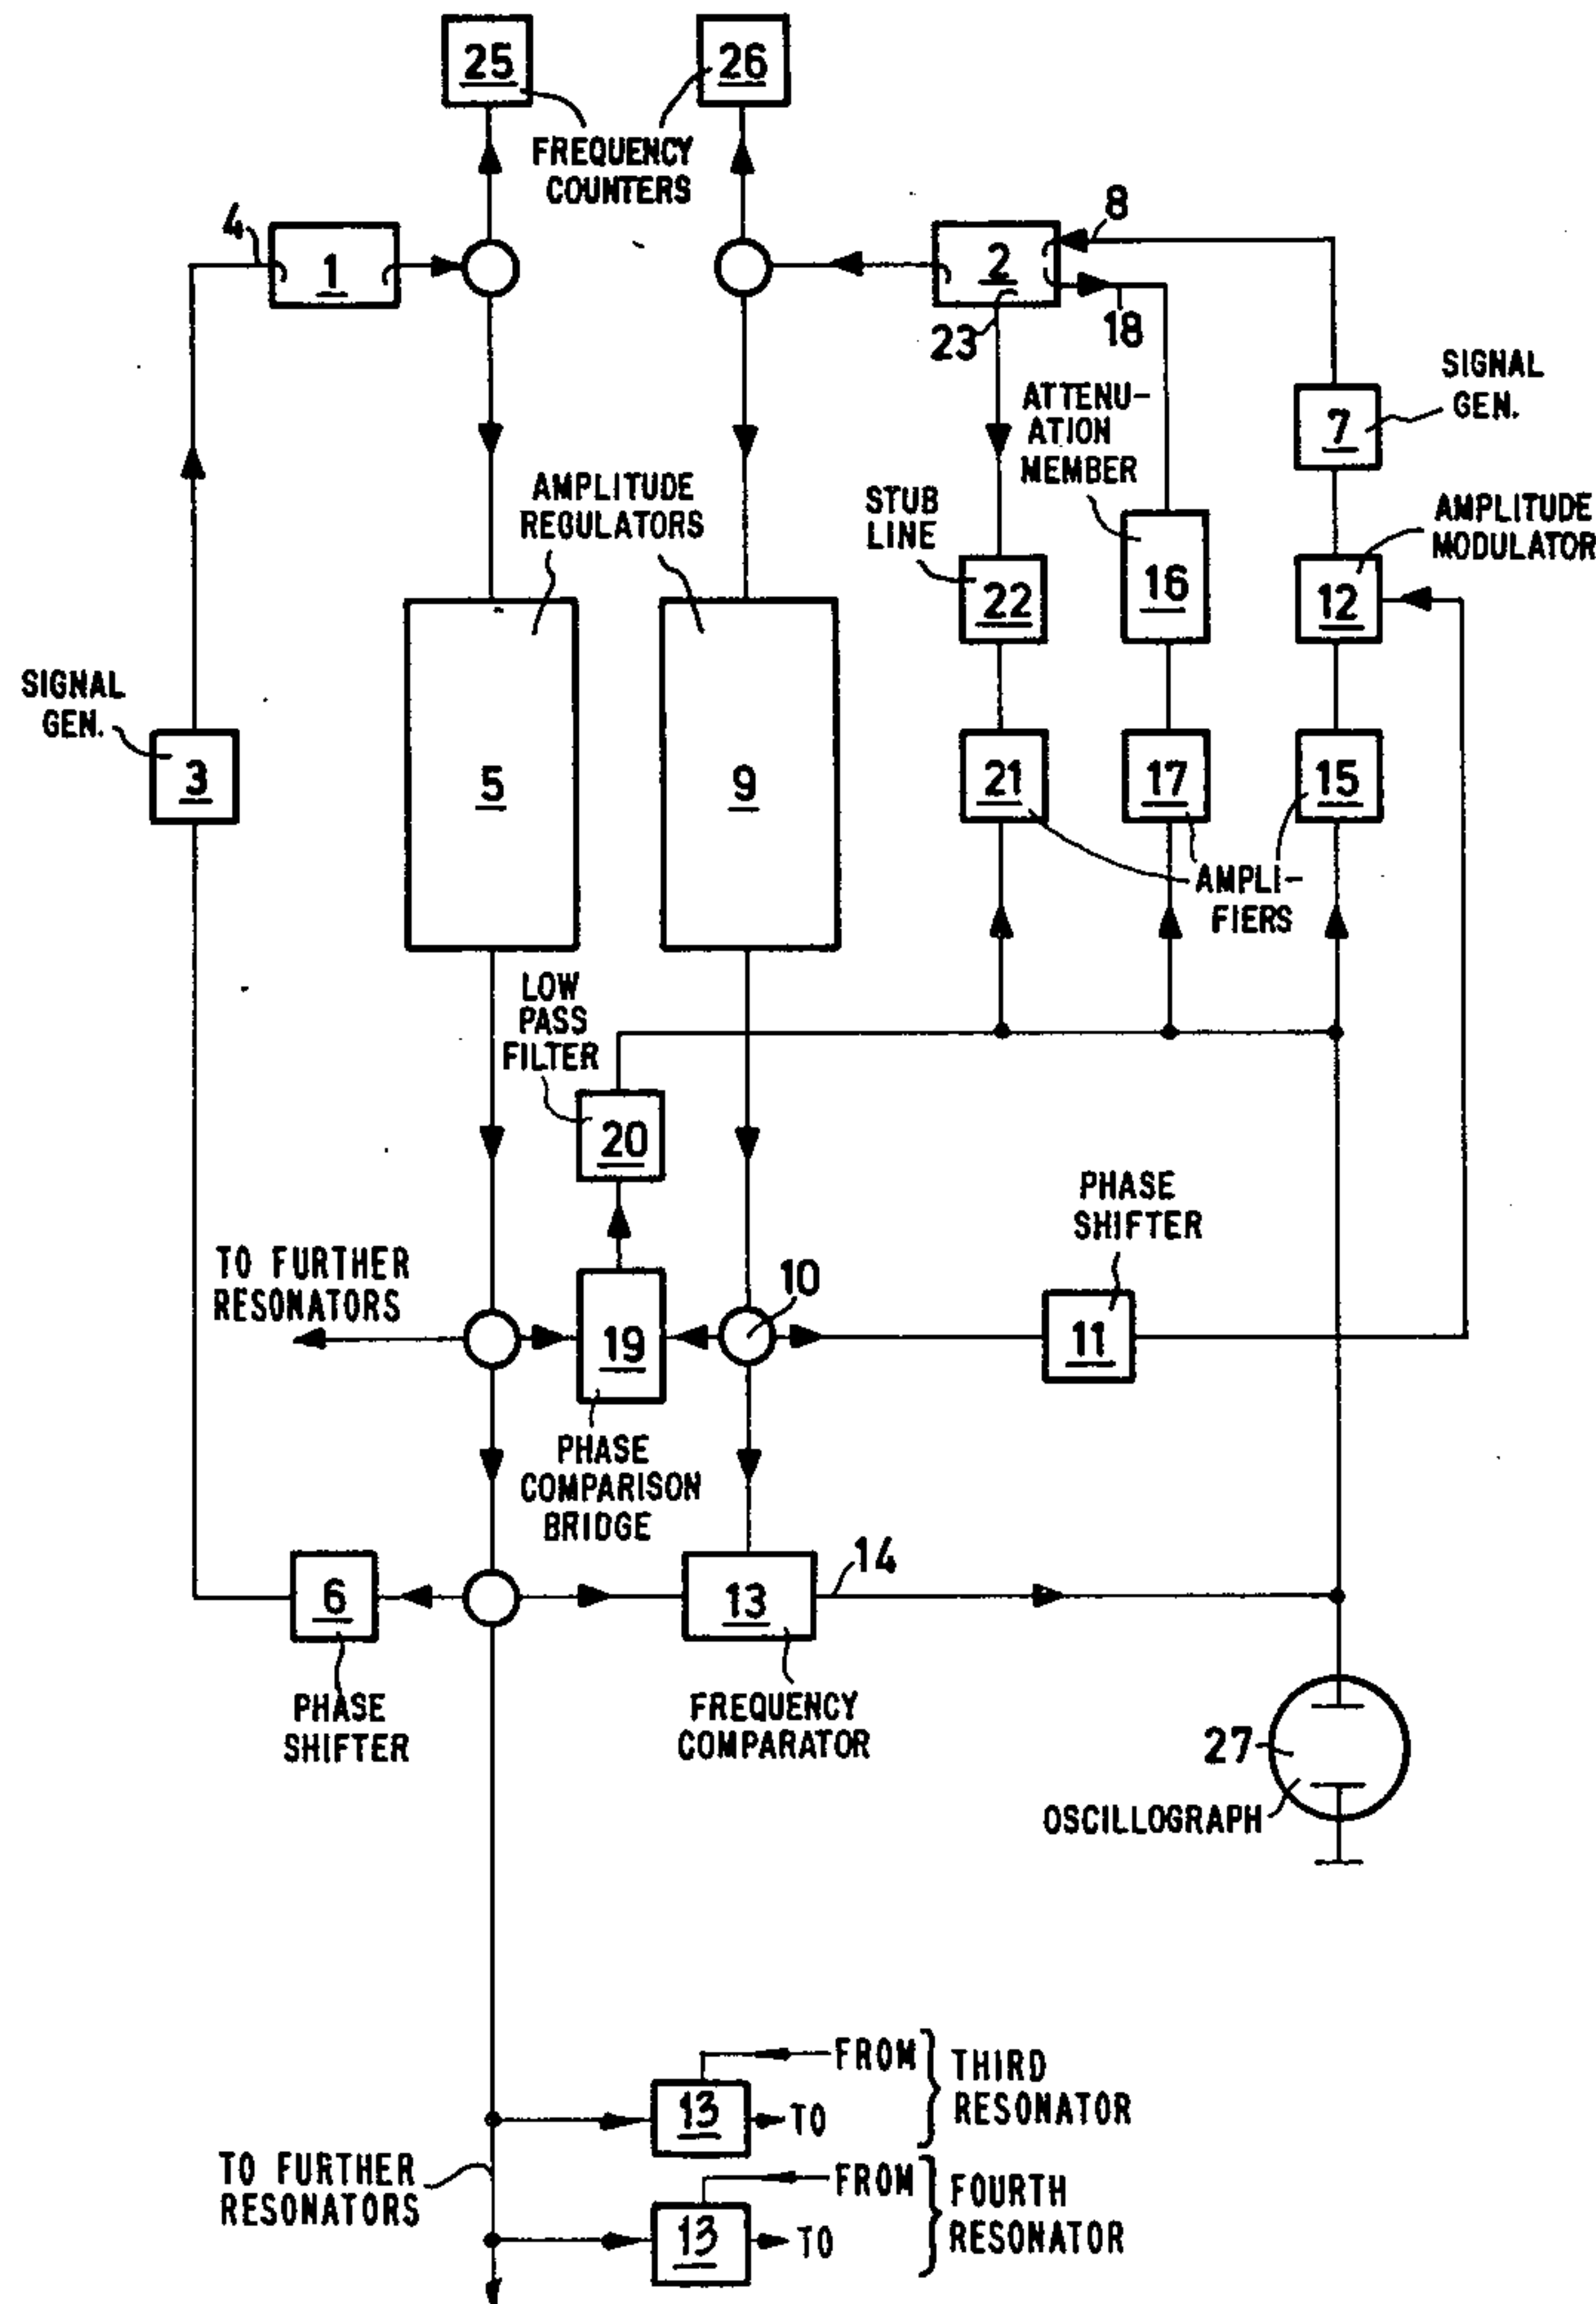 25
26
FREQUENCY
COUNTERS
4
1
2
8
23
18
SIGNAL
GEN.
7
ATTENU-
ATION
MEMBER
STUB
LINE
AMPLITUDE
REGULATORS
AMPLITUDE
MODULATOR
22
16
12
SIGNAL
GEN.
3
5
9
21
17
15
AMPLI-
FIERS
LOW
PASS
FILTER
20
PHASE
SHIFTER
TO FURTHER
RESONATORS
10
19
11
PHASE
COMPARISON
BRIDGE
14
6
13
PHASE
SHIFTER
FREQUENCY
COMPARATOR
27
OSCILLOGRAPH
FROM
THIRD
RESONATOR
13
TO
TO FURTHER
RESONATORS
FROM
FOURTH
RESONATOR
13
TO